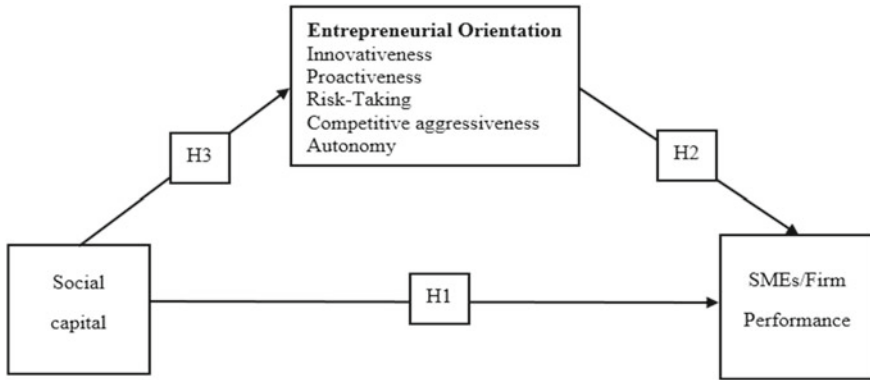 Entrepreneurial Orientation
Innovativeness
Proactiveness
Risk-Taking
Competitive aggressiveness
Autonomy
H3
H2
Social
capital
H1
SMEs/Firm
Performance